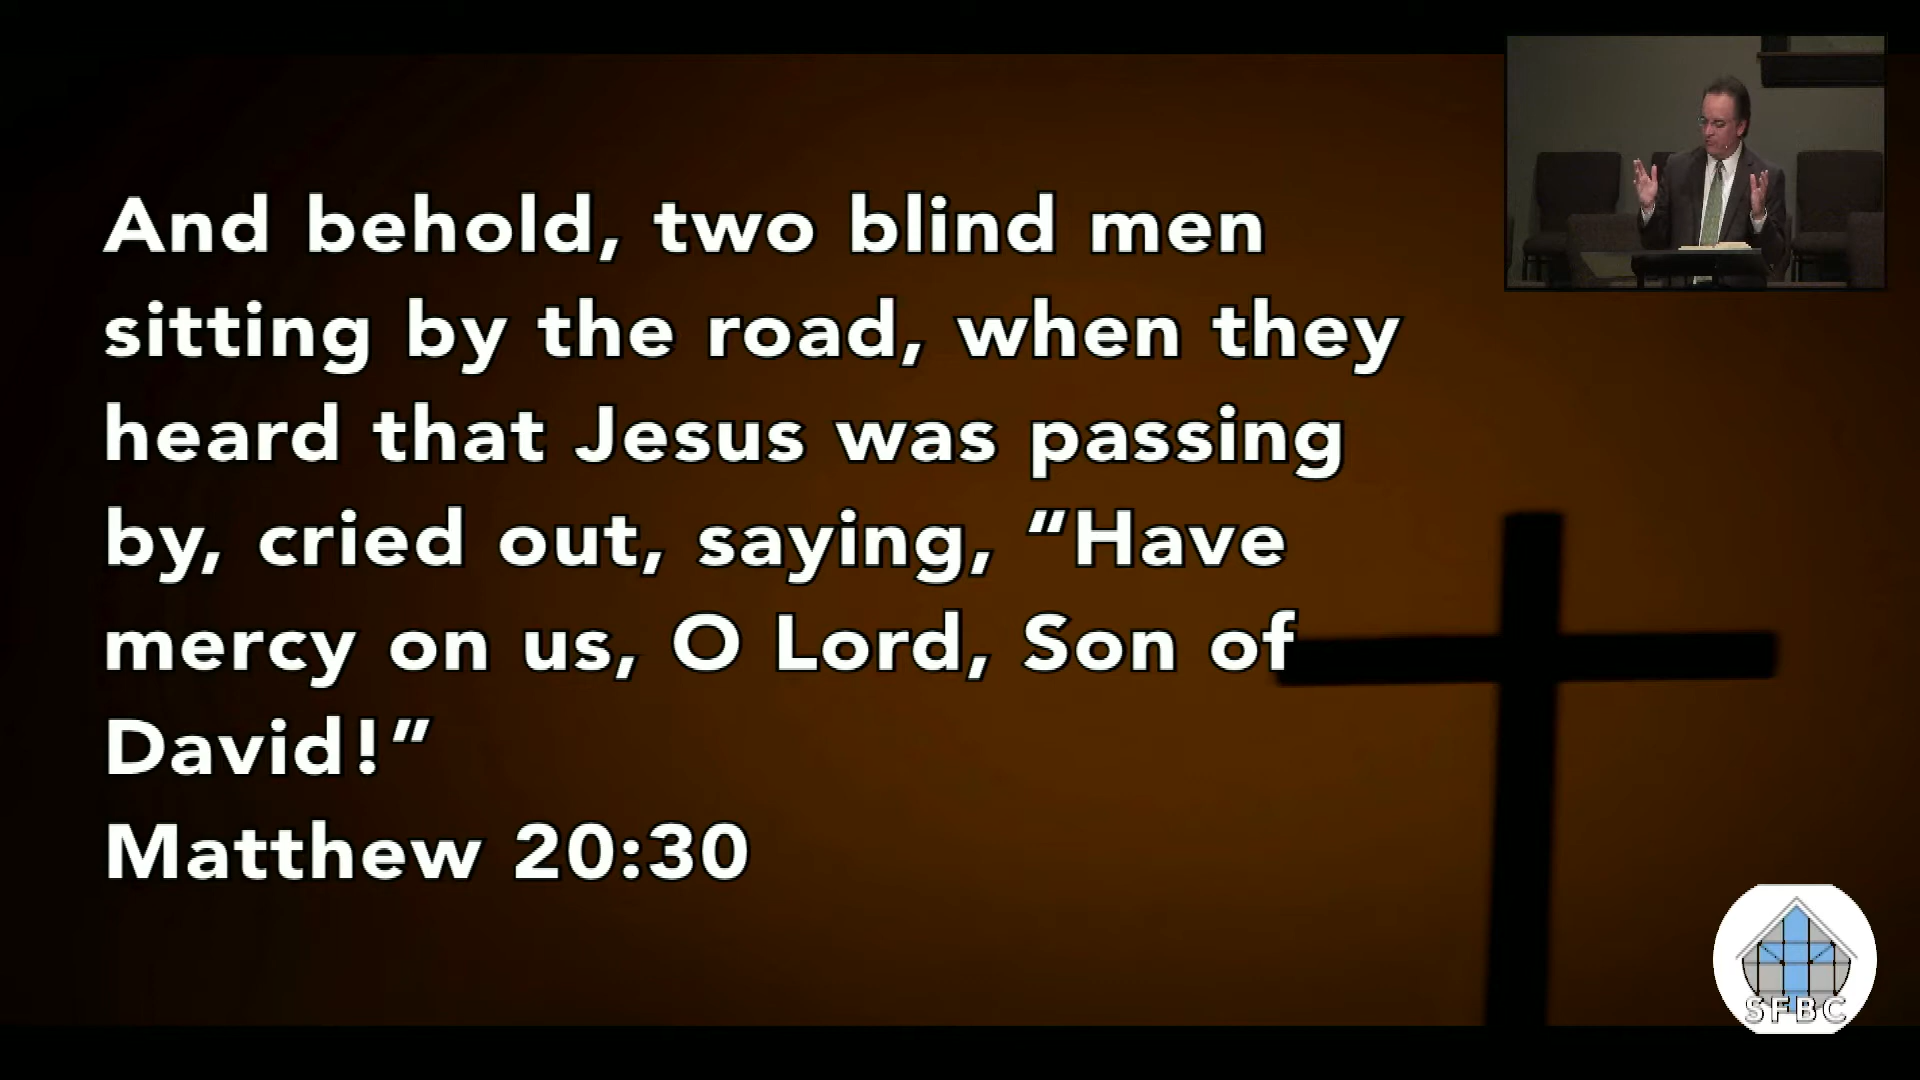 And behold, two blind men
sitting by the road, when they
heard that Jesus was passing
by, cried out, saying, “Have
mercy on us, O Lord, Son of
David!”
Matthew 20:30
SFBC